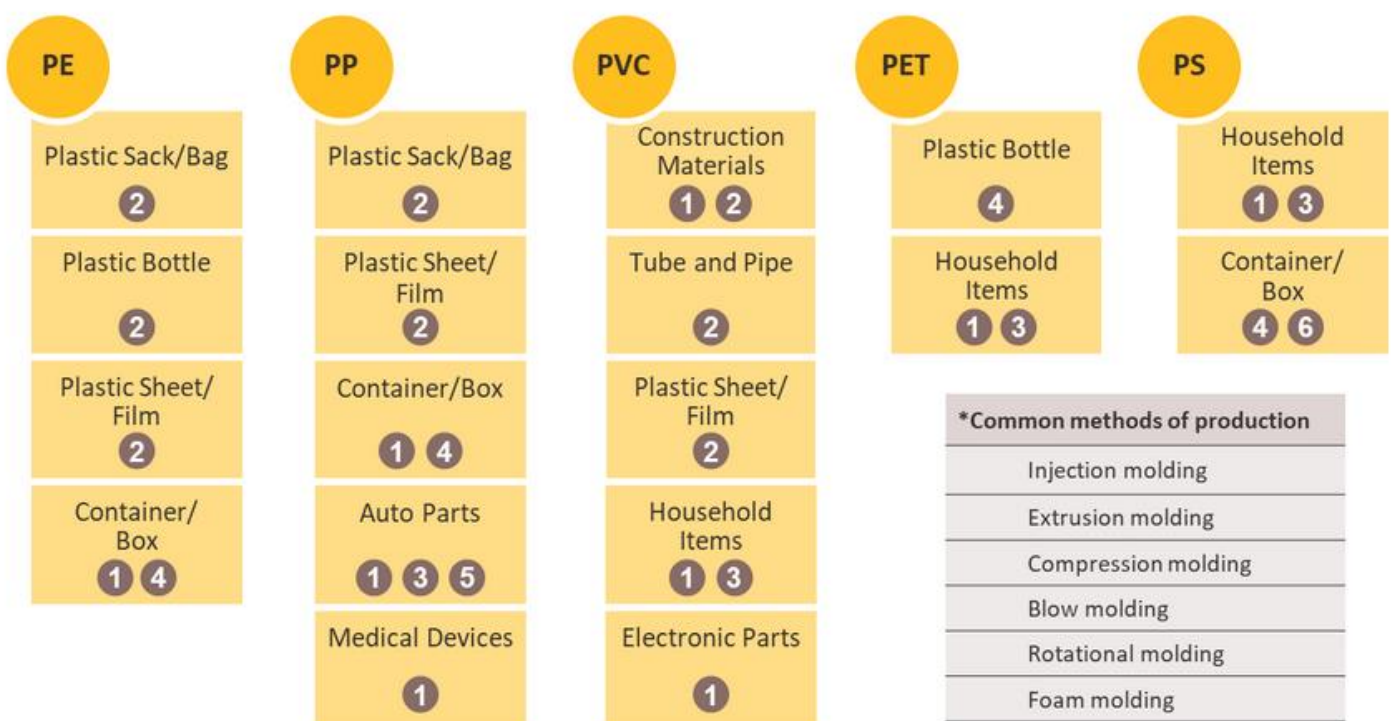 PE
Plastic Sack/Bag
2
Plastic Bottle
2
Plastic Sheet/
Film
2
Container/
Box
1 4
PP
Plastic Sack/Bag
2
Plastic Sheet/
Film
2
Container/Box
1 4
Auto Parts
1 3 5
Medical Devices
1
PVC
Construction
Materials
1 2
Tube and Pipe
2
Plastic Sheet/
Film
2
Household
Items
1 3
Electronic Parts
1
PET
Plastic Bottle
4
Household
Items
1 3
PS
Household
Items
1 3
Container/
Box
4 6
*Common methods of production
Injection molding
Extrusion molding
Compression molding
Blow molding
Rotational molding
Foam molding